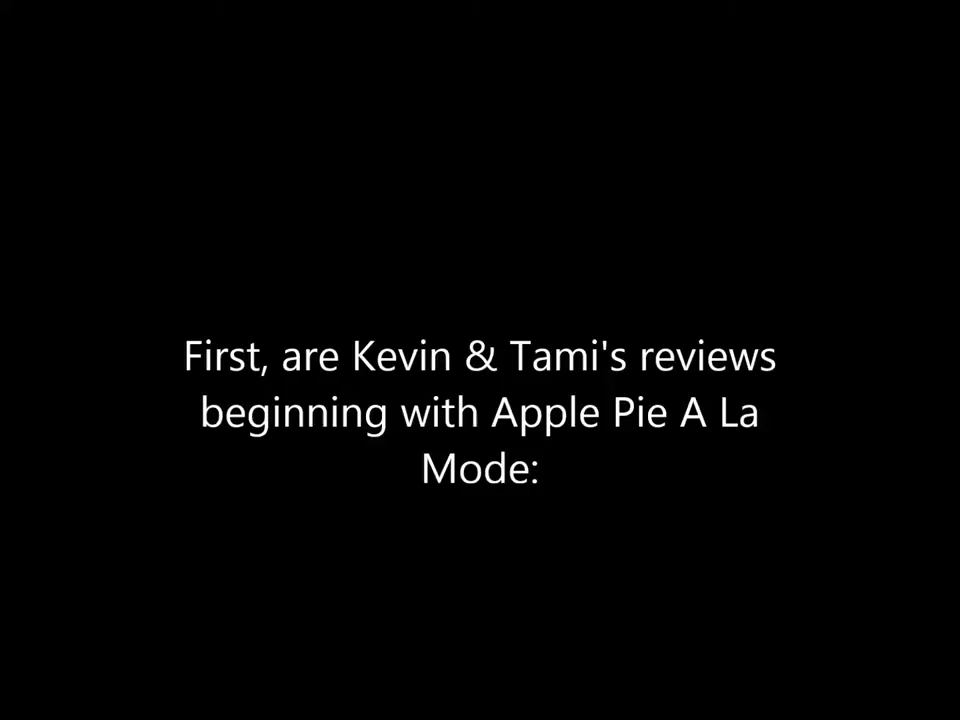 First, are Kevin & Tami's reviews
beginning with Apple Pie A La
Mode: